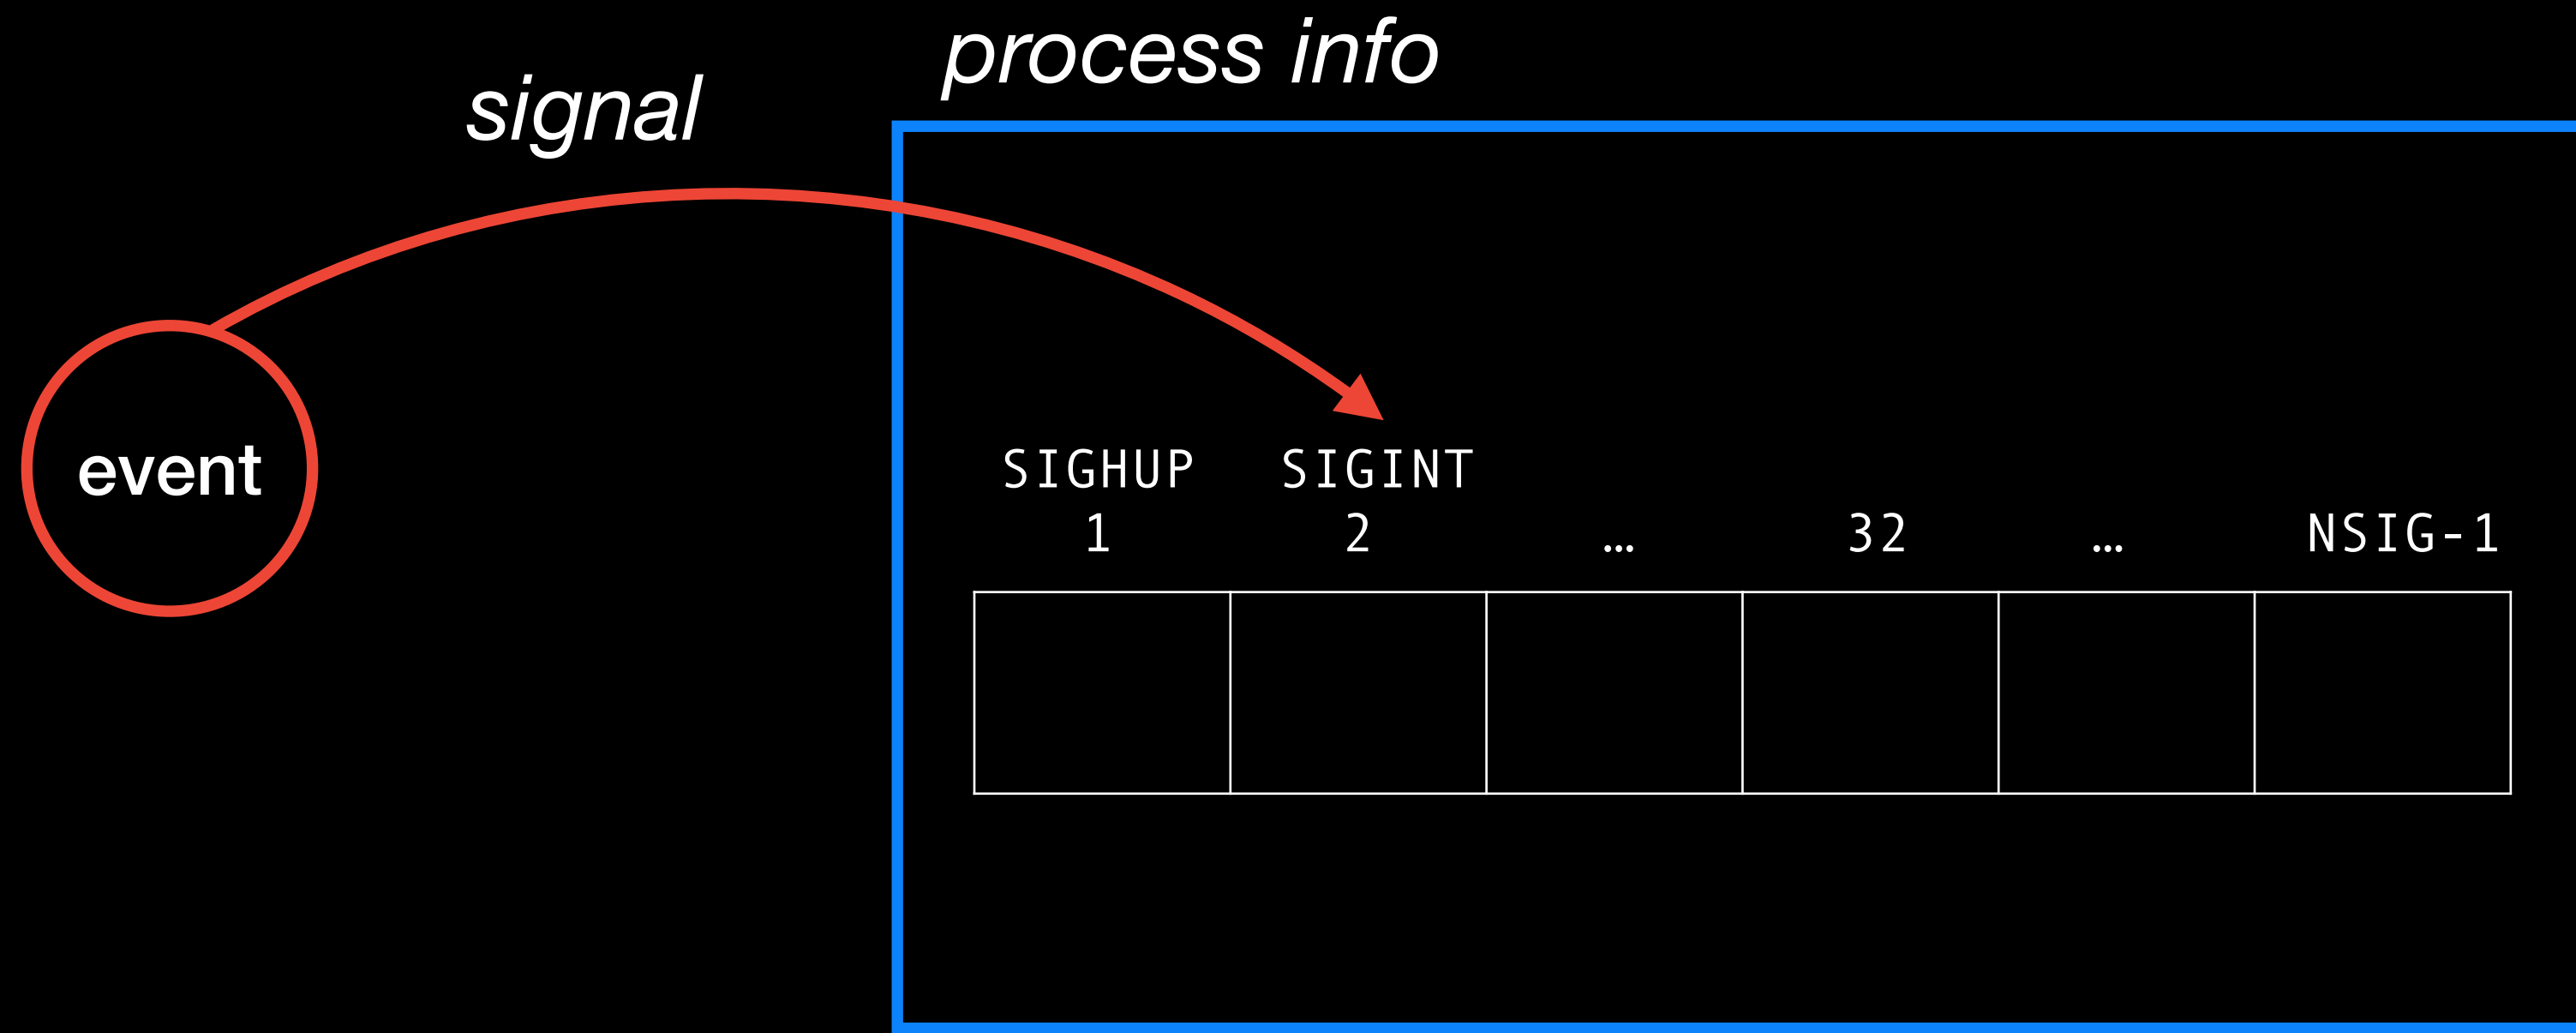 process info
signal
event
SIGHUP SIGINT
1 2 … 32 … NSIG-1